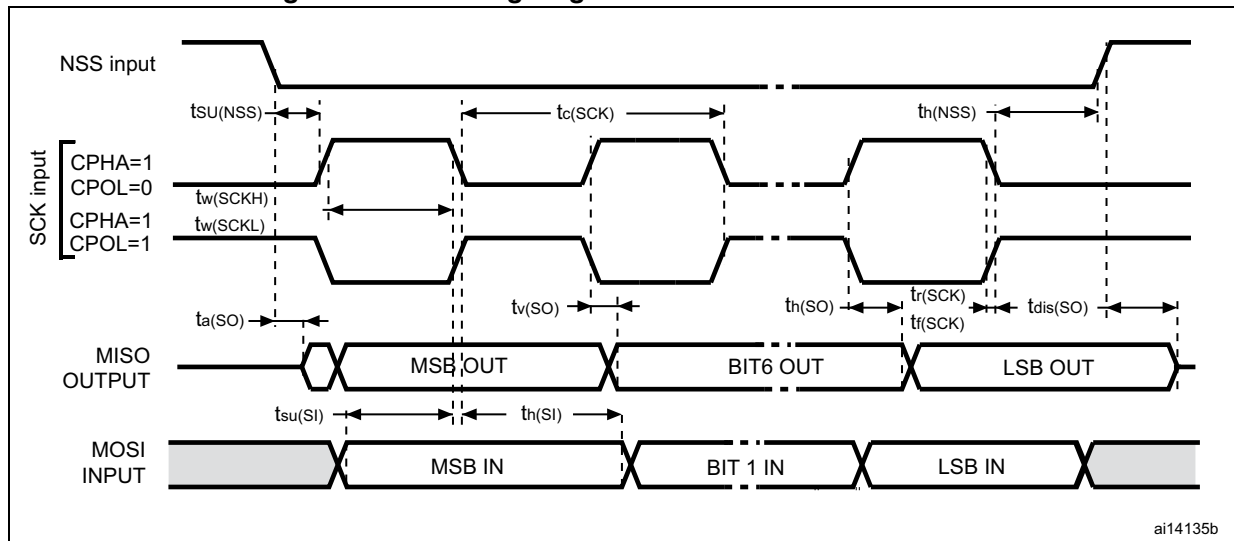 NSS input
tSU(NSS)
tc(SCK)
th(NSS)
SCK input
CPHA=1
CPOL=0
tw(SCKH)
CPHA=1
CPOL=1
tw(SCKL)
ta(SO)
tv(SO)
th(SO)
tr(SCK)
tf(SCK)
tdis(SO)
MISO
OUTPUT
MSB OUT
BIT6 OUT
LSB OUT
tsu(SI)
th(SI)
MOSI
INPUT
MSB IN
BIT 1 IN
LSB IN
ai14135b